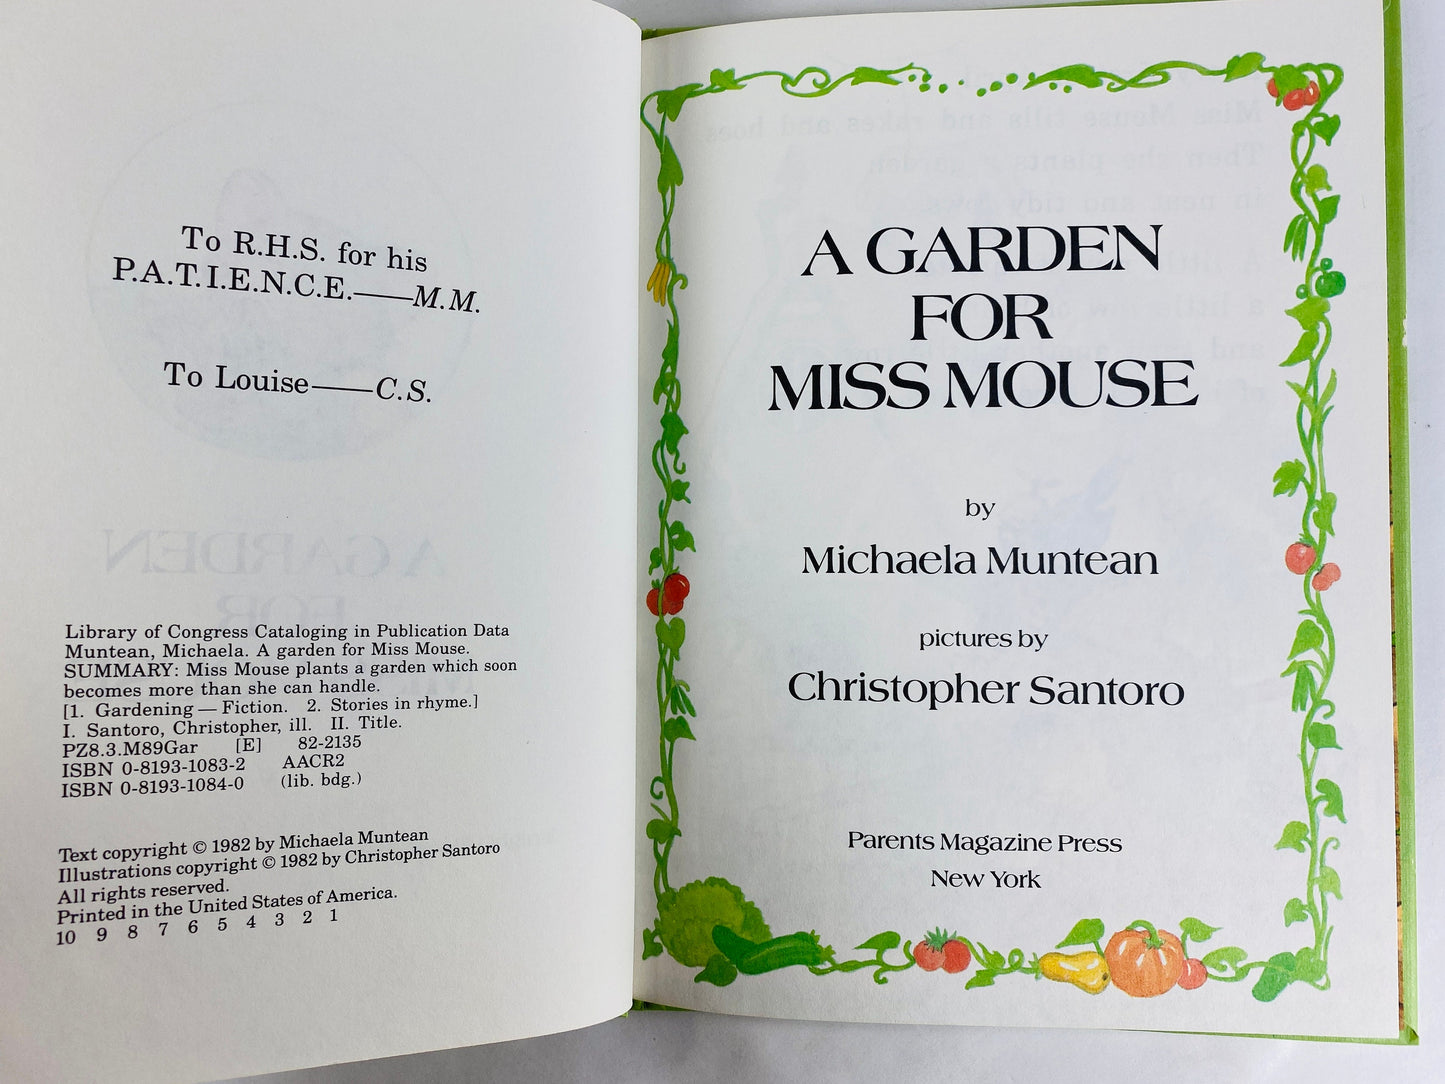 To R.H.S. for his
P.A.T.I.E.N.C.E.——M.M.
To Louise——C.S.
Library of Congress Cataloging in Publication Data
Muntean, Michaela. A garden for Miss Mouse.
SUMMARY: Miss Mouse plants a garden which soon
becomes more than she can handle.
[1. Gardening — Fiction. 2. Stories in rhyme.]
I. Santoro, Christopher, ill. II. Title.
PZ8.3.M89Gar [E] 82-2135
ISBN 0-8193-1083-2 AACR2
ISBN 0-8193-1084-0 (lib. bdg.)
Text copyright © 1982 by Michaela Muntean
Illustrations copyright © 1982 by Christopher Santoro
All rights reserved.
Printed in the United States of America.
10 9 8 7 6 5 4 3 2 1
A GARDEN
FOR
MISS MOUSE
by
Michaela Muntean
pictures by
Christopher Santoro
Parents Magazine Press
New York